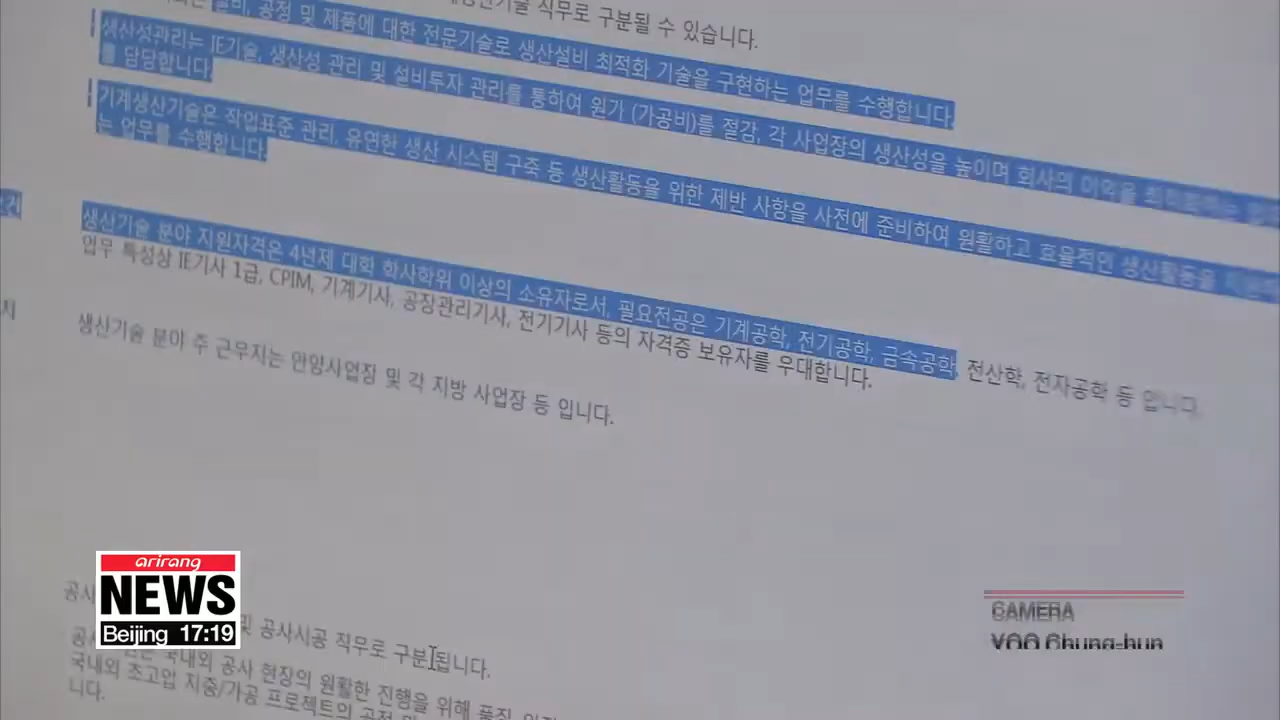 직무로 구분될 수 있습니다.
공정 및 제품에 대한 전문기술로 생산설비 최적화 기술을 구현하는 업무를 수행합니다.
생산성관리는 IE기술, 생산성 관리 및 설비투자 관리를 통하여 원가 (가공비)를 절감, 각 사업장의 생산성을 높이며 회사의 이익을
를 담당합니다.
기계생산기술은 작업표준 관리, 유연한 생산 시스템 구축 등 생산활동을 위한 제반 사항을 사전에 준비하여 원활하고 효율적인 생산활동을
는 업무를 수행합니다.
생산기술 분야 지원자격은 4년제 대학 학사학위 이상의 소유자로서, 필요전공은 기계공학, 전기공학, 금속공학, 전산학, 전자공학 등 입니다.
업무 특성상 IE기사 1급, CPIM, 기계기사, 공장관리기사, 전기기사 등의 자격증 보유자를 우대합니다.
생산기술 분야 주 근무지는 안양사업장 및 각 지방 사업장 등 입니다.
및 공사시공 직무로 구분됩니다.
국내외 공사 현장의 원활한 진행을 위해 품질
국내외 초고압 지중/가공 프로젝트의 공정
니다.
arirang
NEWS
Beijing 17:19
CAMERA
YOO Chung-hun